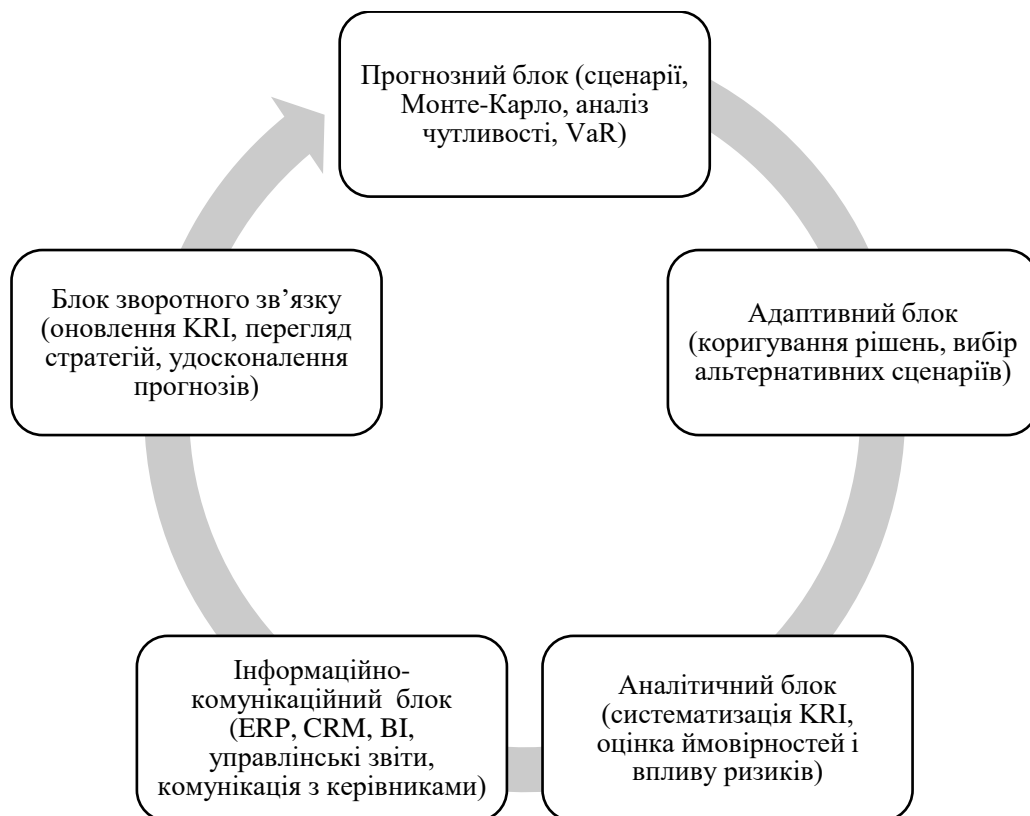 Прогнозний блок (сценарії,
Монте-Карло, аналіз
чутливості, VaR)
Блок зворотного зв’язку
(оновлення KRI, перегляд
стратегій, удосконалення
прогнозів)
Адаптивний блок
(коригування рішень, вибір
альтернативних сценаріїв)
Інформаційно-
комунікаційний блок
(ERP, CRM, BI,
управлінські звіти,
комунікація з керівниками)
Аналітичний блок
(систематизація KRI,
оцінка ймовірностей і
впливу ризиків)